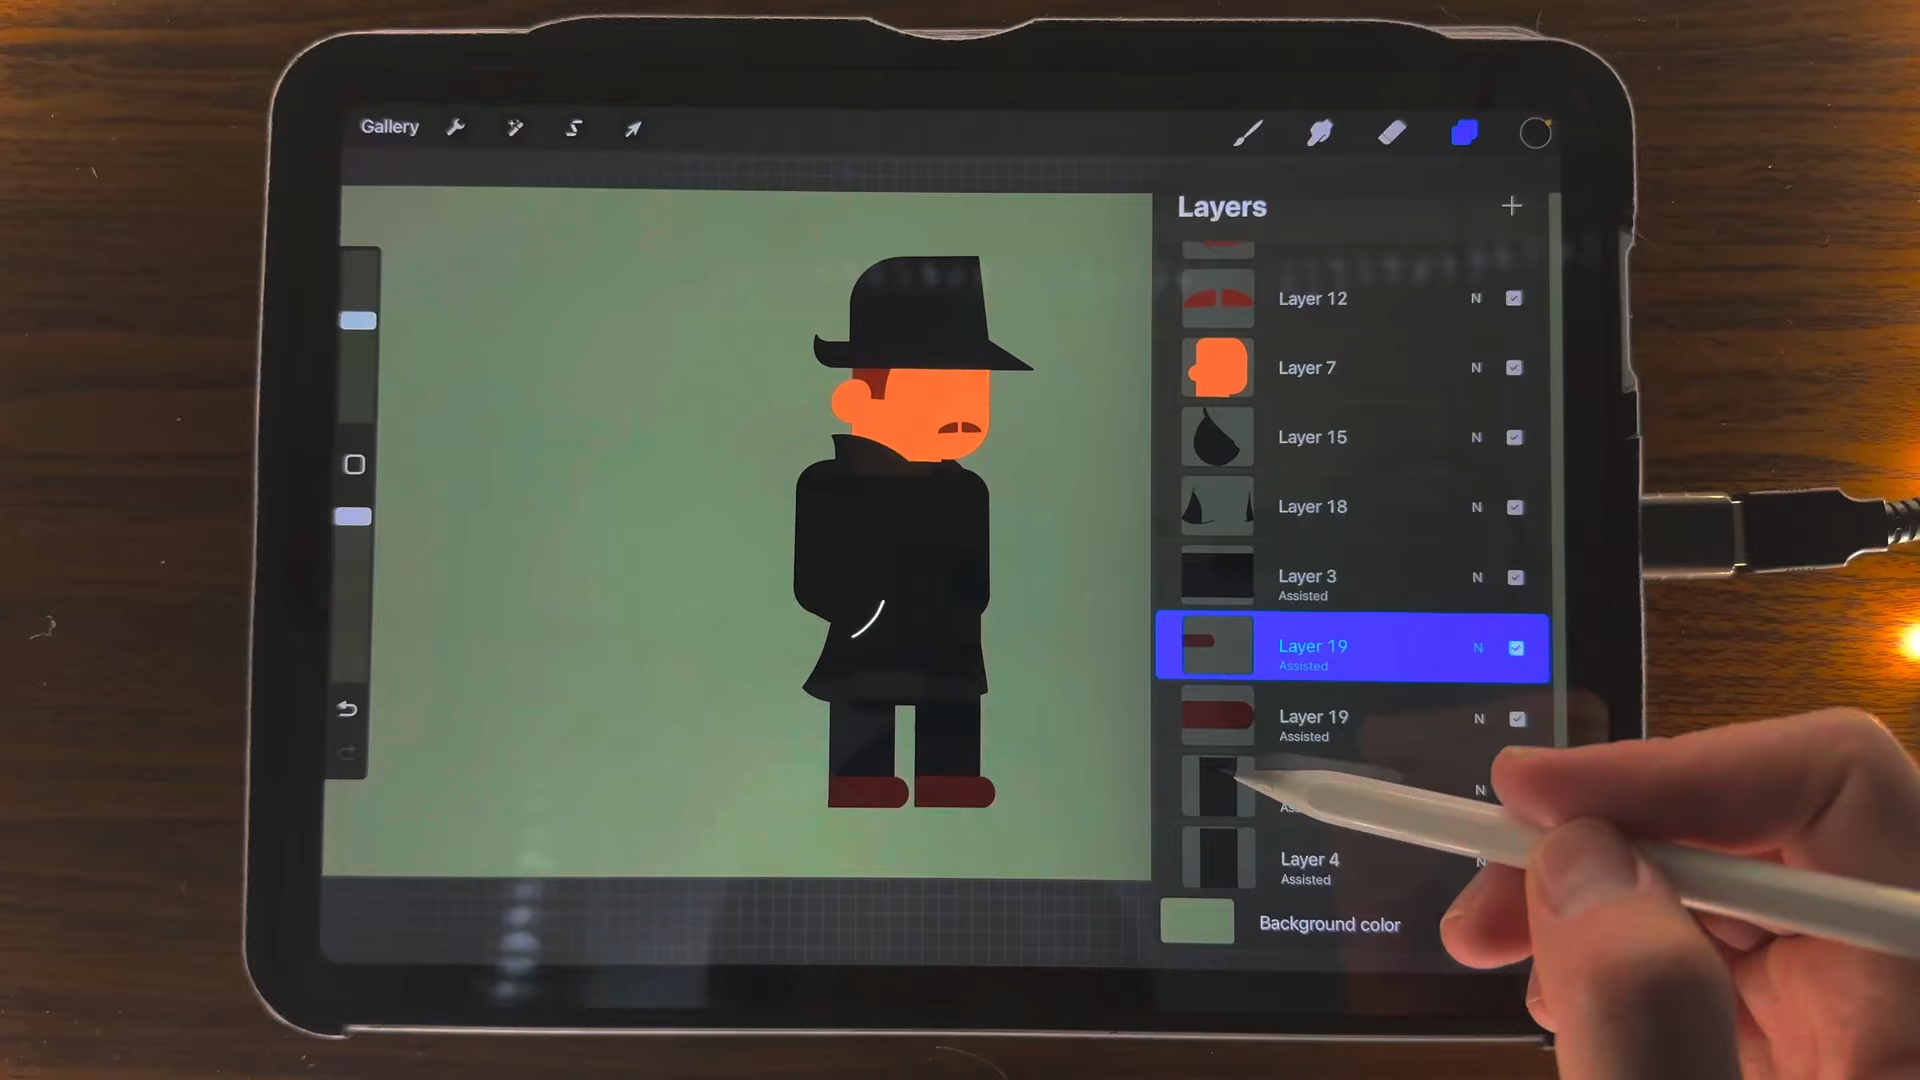 Gallery
Layers
Layer 12 N
Layer 7 N
Layer 15 N
Layer 18 N
Layer 3 N
Assisted
Layer 19 N
Assisted
Layer 19 N
Assisted
N
Layer 4 N
Assisted
Background color